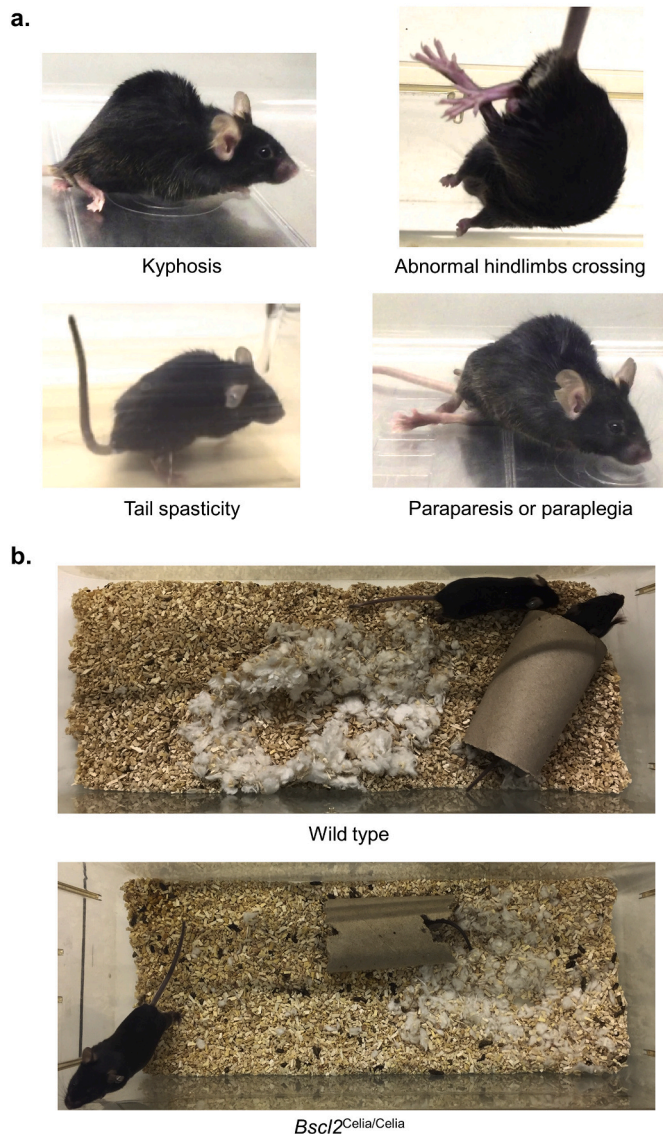 a.
Kyphosis
Abnormal hindlimbs crossing
Tail spasticity
Paraparesis or paraplegia
b.
Wild type
Bscl2Celia/Celia